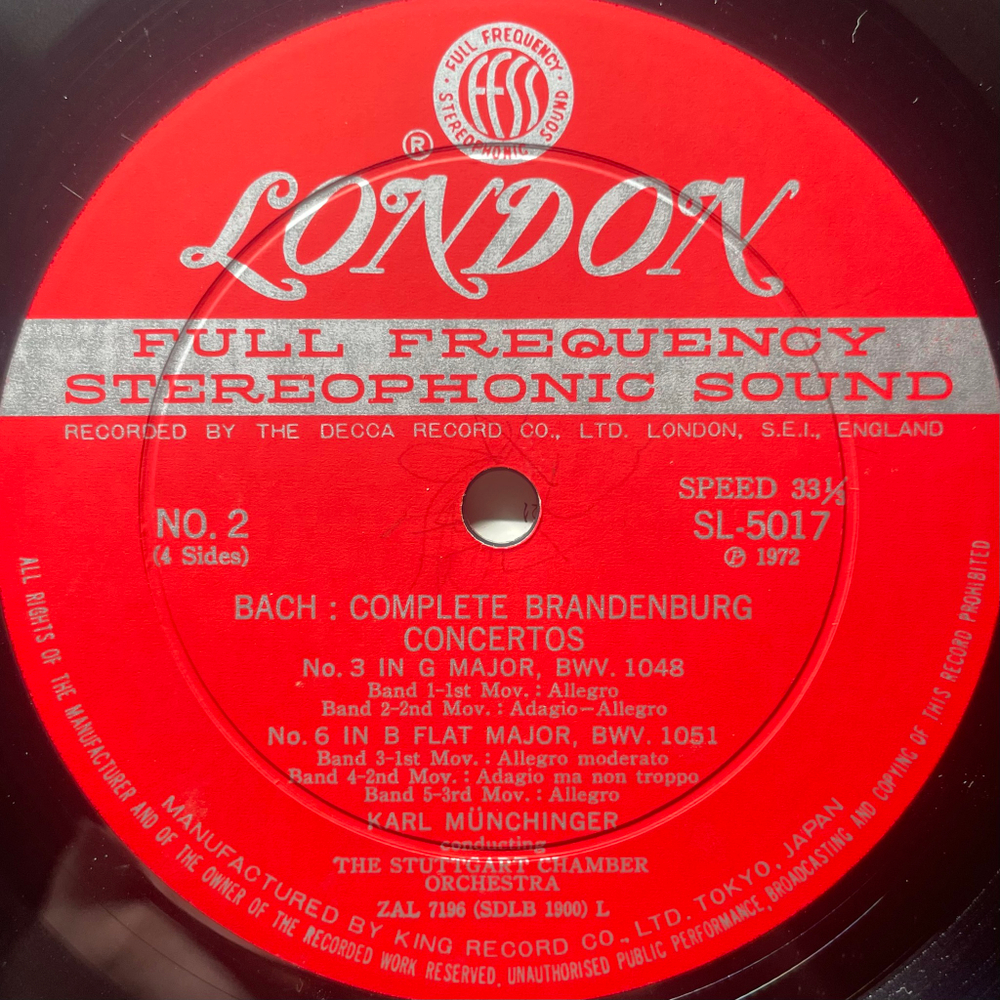 FULL FREQUENCY
FFSS
STEREOPHONIC SOUND
®
LONDON
FULL FREQUENCY
STEREOPHONIC SOUND
RECORDED BY THE DECCA RECORD CO., LTD. LONDON, S.E.I., ENGLAND
SPEED 33⅓
NO. 2
SL-5017
(4 Sides)
℗ 1972
BACH : COMPLETE BRANDENBURG
CONCERTOS
No. 3 IN G MAJOR, BWV. 1048
Band 1-1st Mov. : Allegro
Band 2-2nd Mov. : Adagio—Allegro
No. 6 IN B FLAT MAJOR, BWV. 1051
Band 3-1st Mov. : Allegro moderato
Band 4-2nd Mov. : Adagio ma non troppo
Band 5-3rd Mov. : Allegro
KARL MÜNCHINGER
conducting
THE STUTTGART CHAMBER
ORCHESTRA
ZAL 7196 (SDLB 1900) L
MANUFACTURED BY KING RECORD CO., LTD. TOKYO, JAPAN
ALL RIGHTS OF THE MANUFACTURER AND OF THE OWNER OF THE RECORDED WORK RESERVED. UNAUTHORISED PUBLIC PERFORMANCE, BROADCASTING AND COPYING OF THIS RECORD PROHIBITED